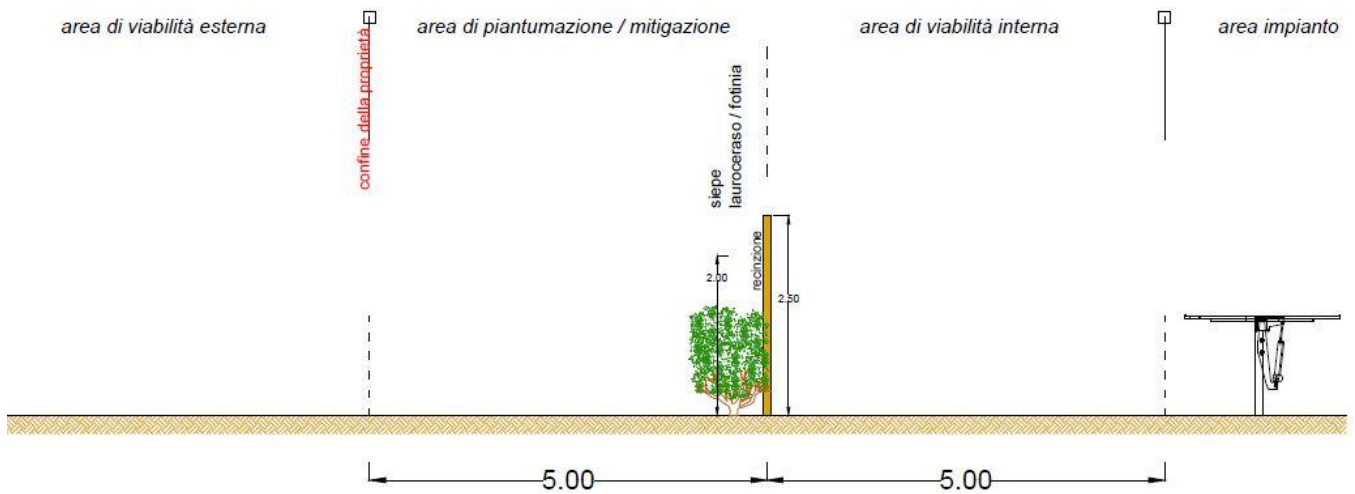 area di viabilità esterna
area di piantumazione / mitigazione
area di viabilità interna
area impianto
confine della proprietà
siepe
lauroceraso / fotinia
recinzione
2.00
2.50
5.00
5.00